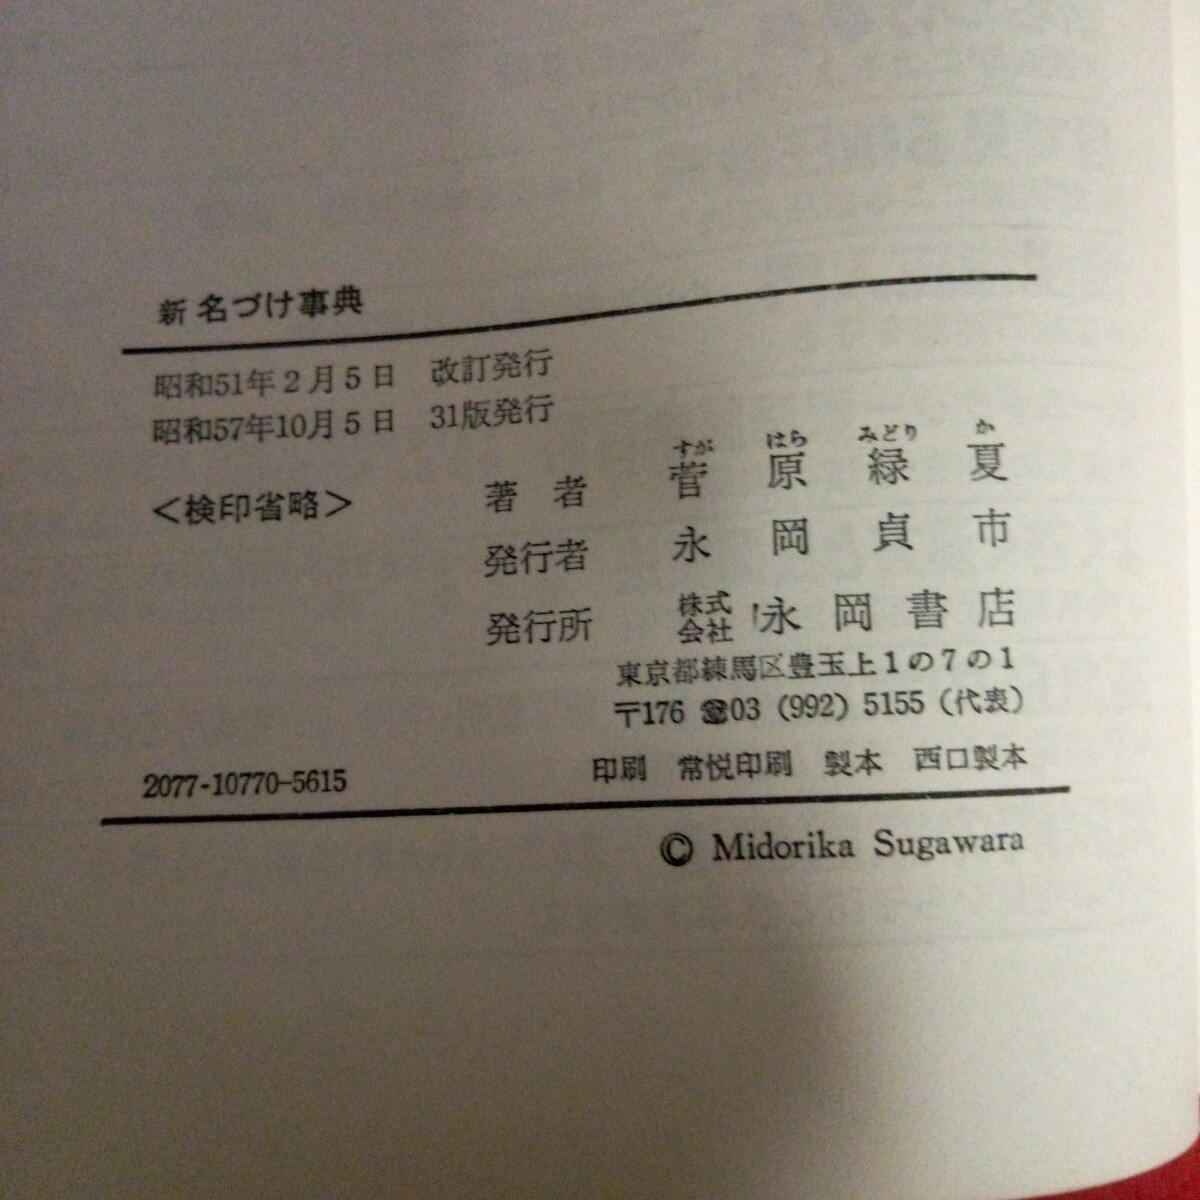 新 名づけ事典
昭和51年2月5日 改訂発行
昭和57年10月5日 31版発行
<検印省略>
すが はら みどり か
著者 菅原緑夏
発行者 永岡貞市
発行所 株式会社 永岡書店
東京都練馬区豊玉上1の7の1
〒176 ☎03 (992) 5155 (代表)
印刷 常悦印刷 製本 西口製本
2077-10770-5615
© Midorika Sugawara